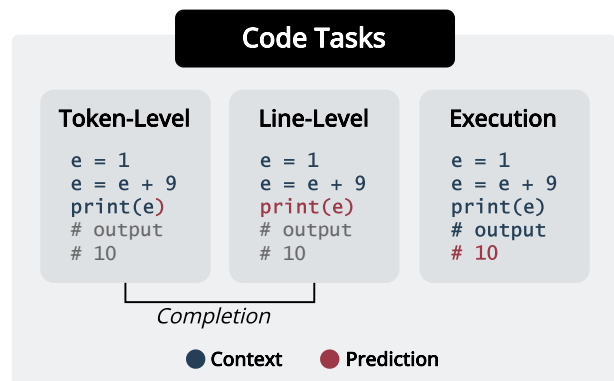 Code Tasks
Token-Level
e = 1
e = e + 9
print(e)
# output
# 10
Line-Level
e = 1
e = e + 9
print(e)
# output
# 10
Execution
e = 1
e = e + 9
print(e)
# output
# 10
Completion
Context
Prediction